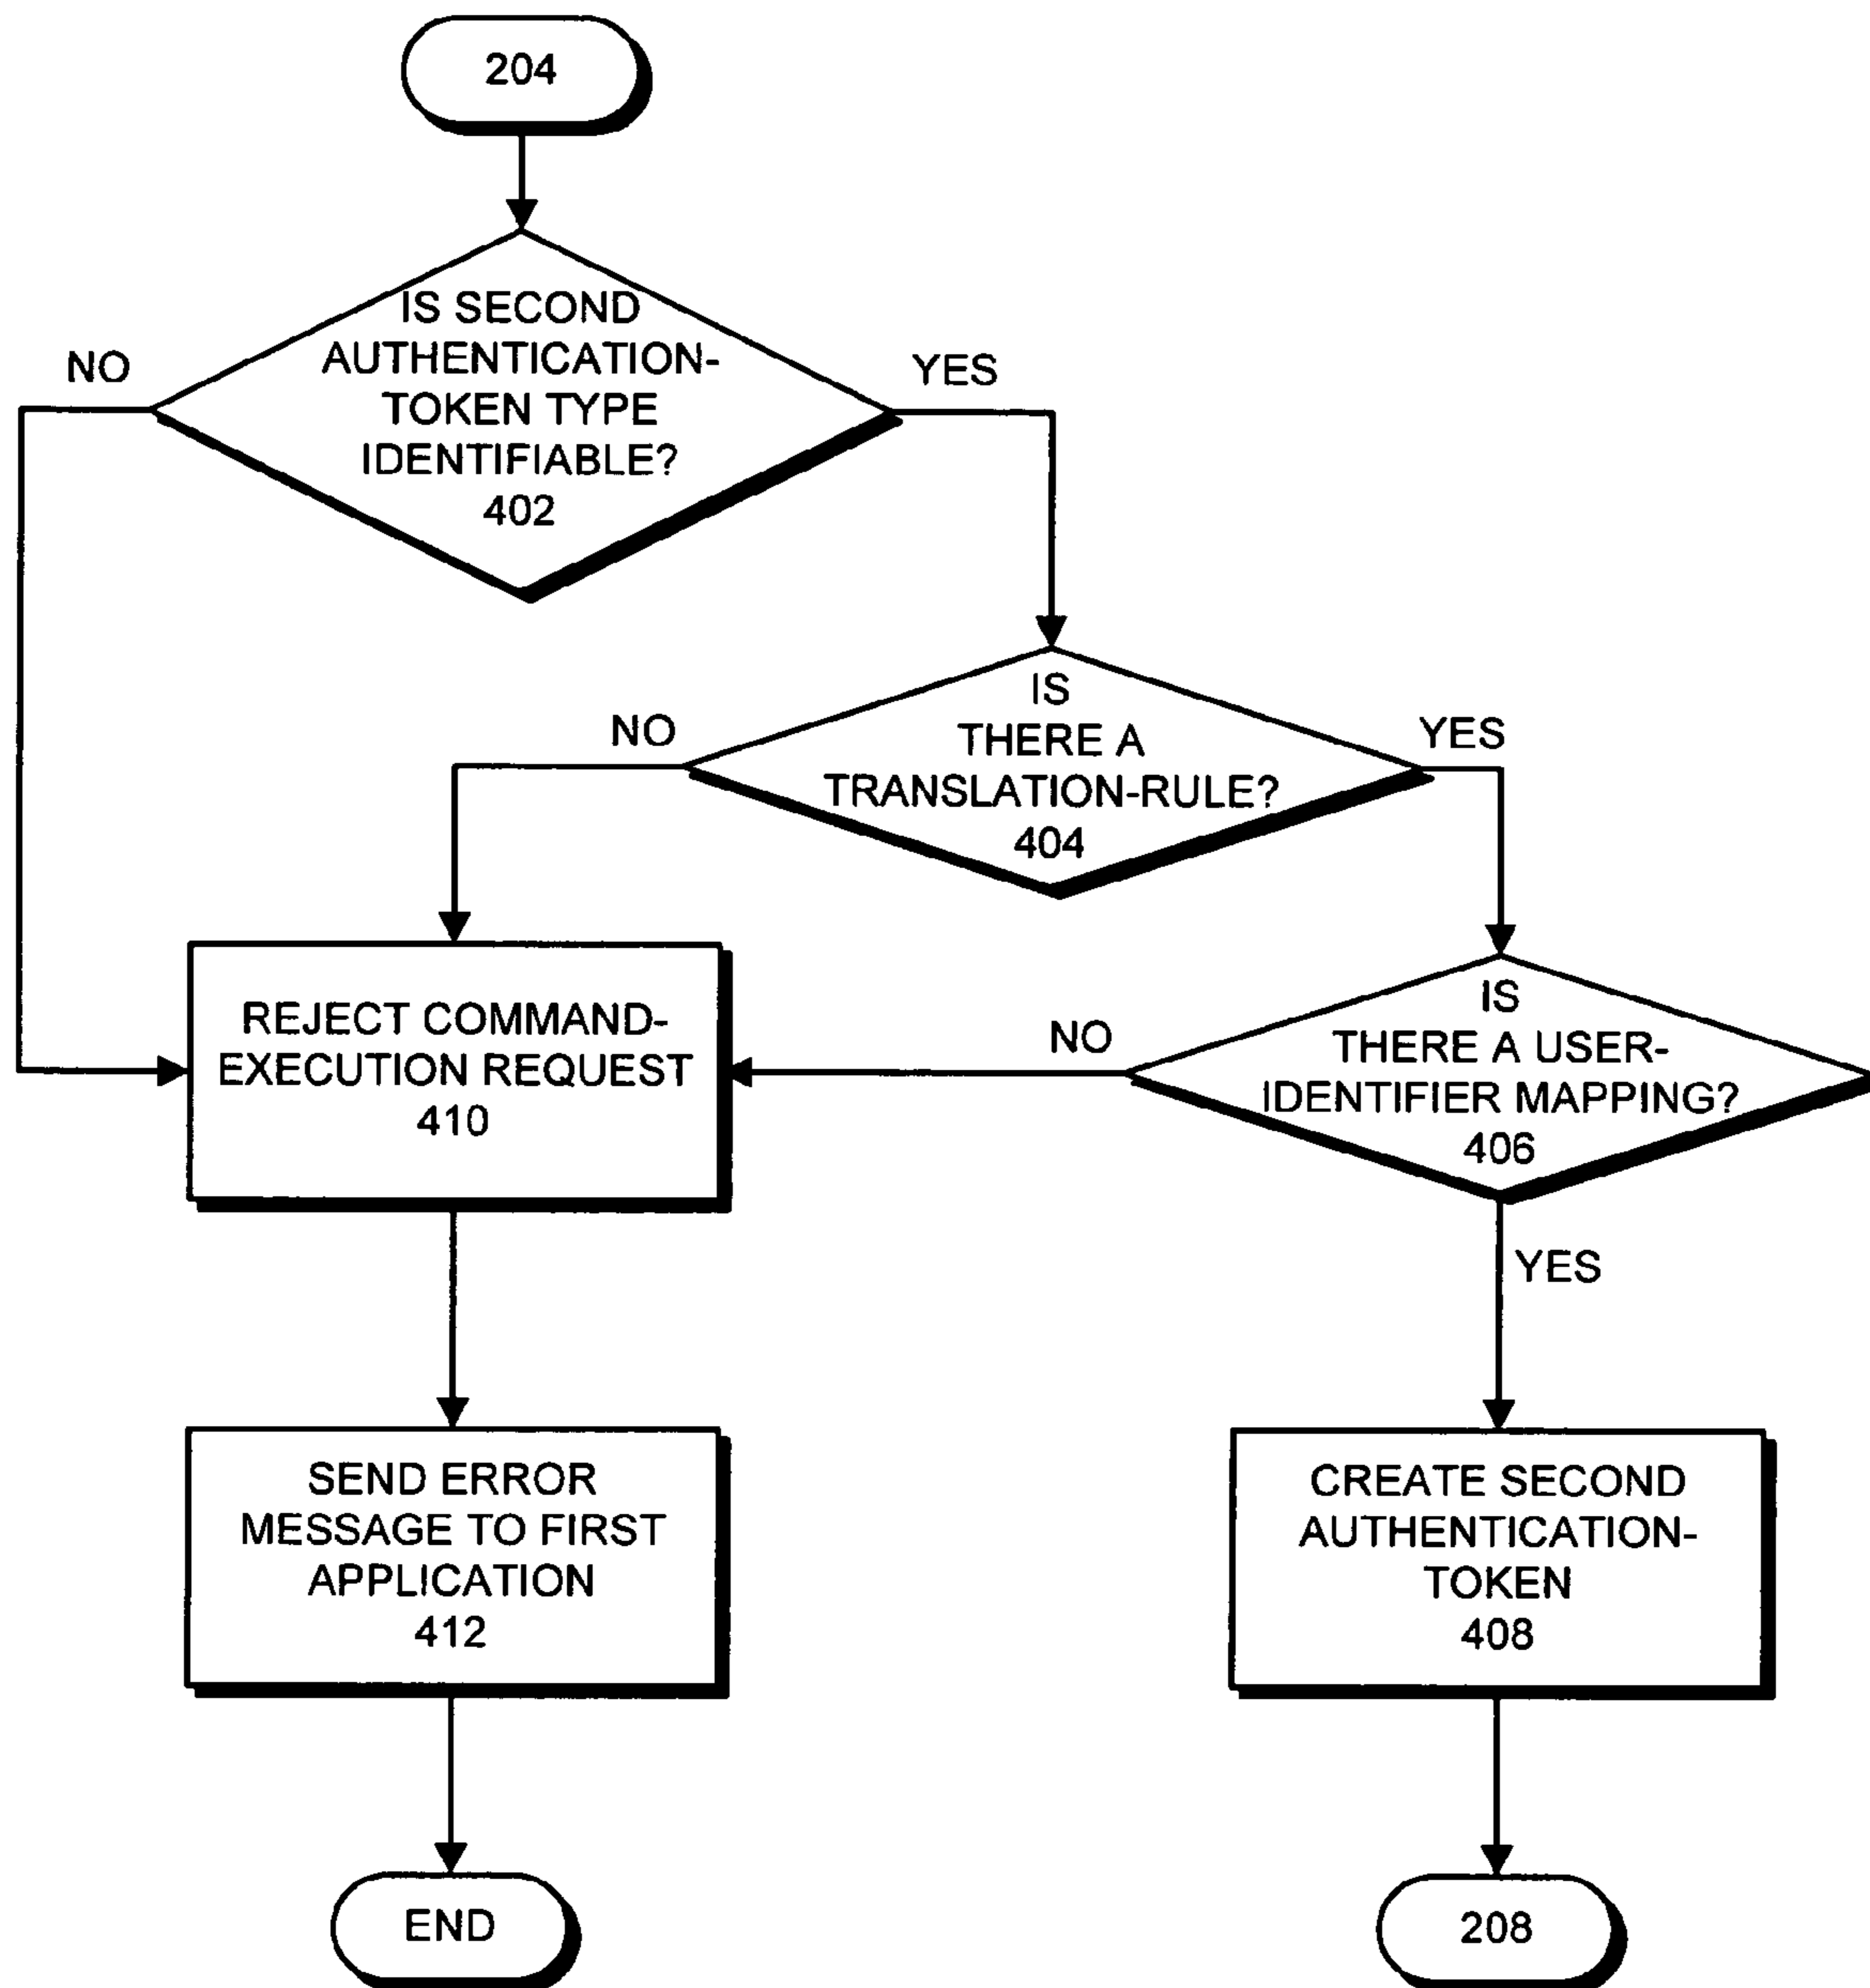 204
IS SECOND
AUTHENTICATION-
TOKEN TYPE
IDENTIFIABLE?
402
NO
YES
IS
THERE A
TRANSLATION-RULE?
404
NO
YES
IS
THERE A USER-
IDENTIFIER MAPPING?
406
NO
YES
REJECT COMMAND-
EXECUTION REQUEST
410
SEND ERROR
MESSAGE TO FIRST
APPLICATION
412
CREATE SECOND
AUTHENTICATION-
TOKEN
408
END
208